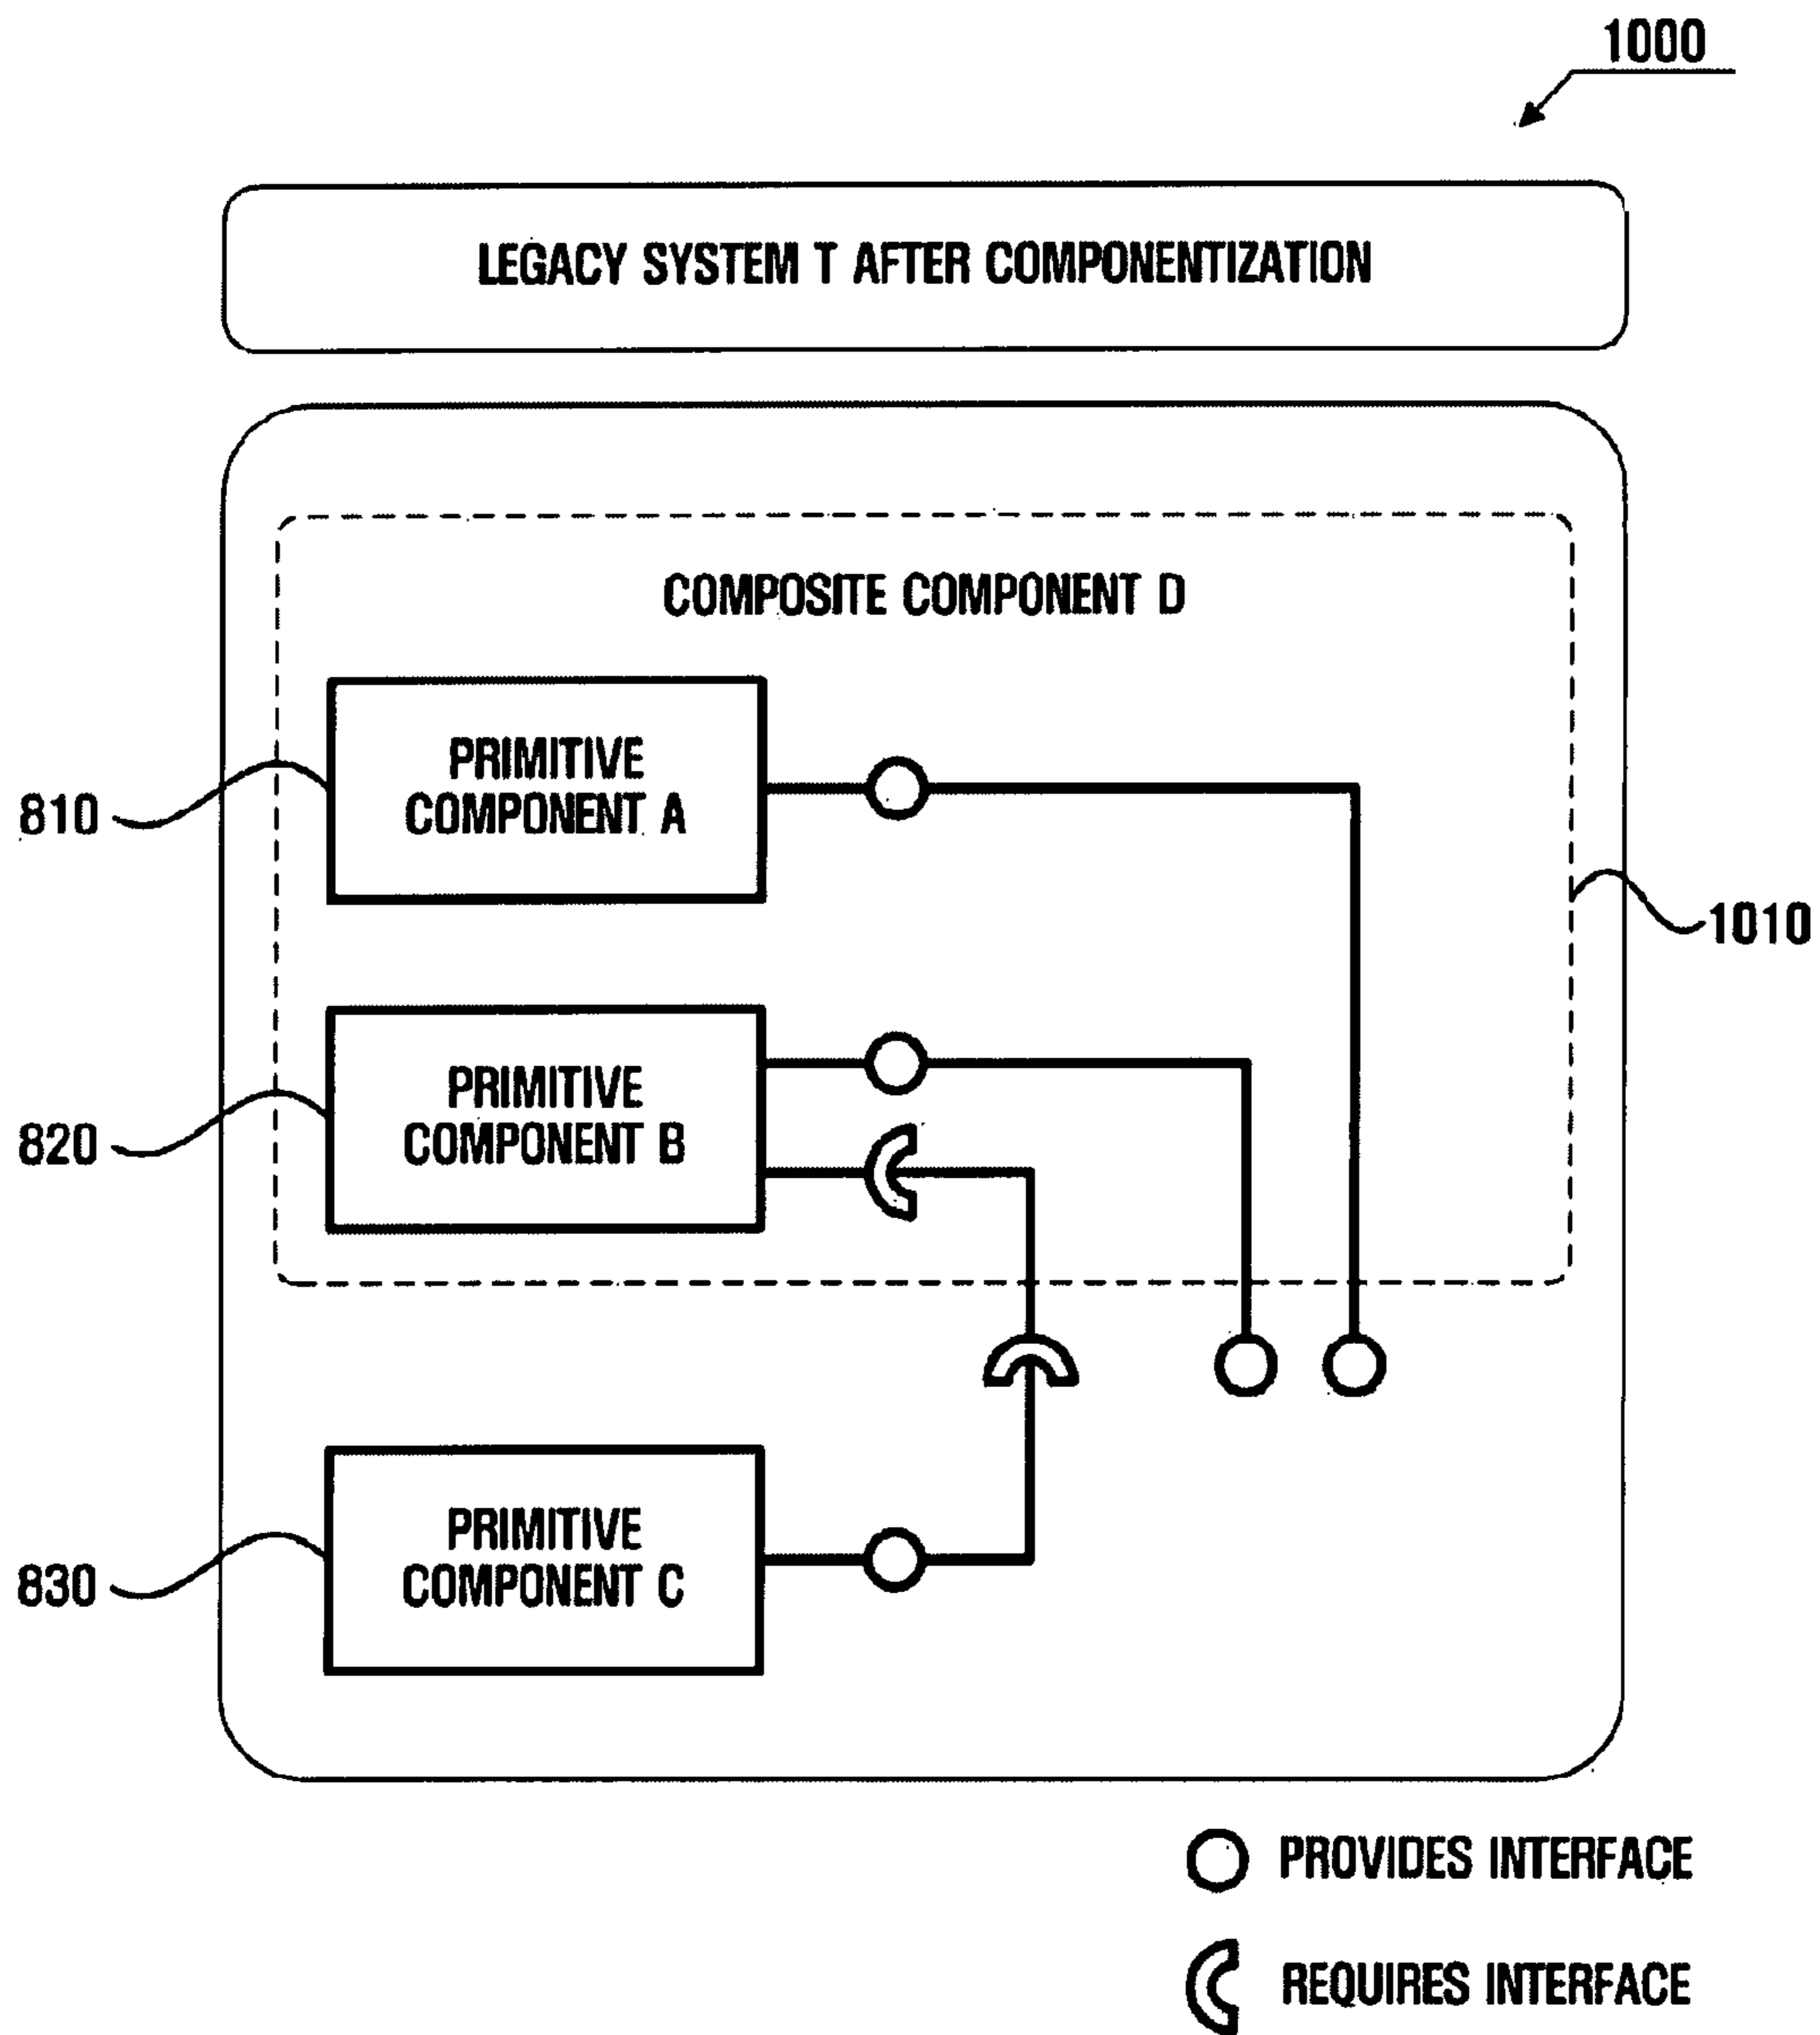 1000
LEGACY SYSTEM T AFTER COMPONENTIZATION
COMPOSITE COMPONENT D
PRIMITIVE
COMPONENT A
810
1010
PRIMITIVE
COMPONENT B
820
PRIMITIVE
COMPONENT C
830
PROVIDES INTERFACE
REQUIRES INTERFACE